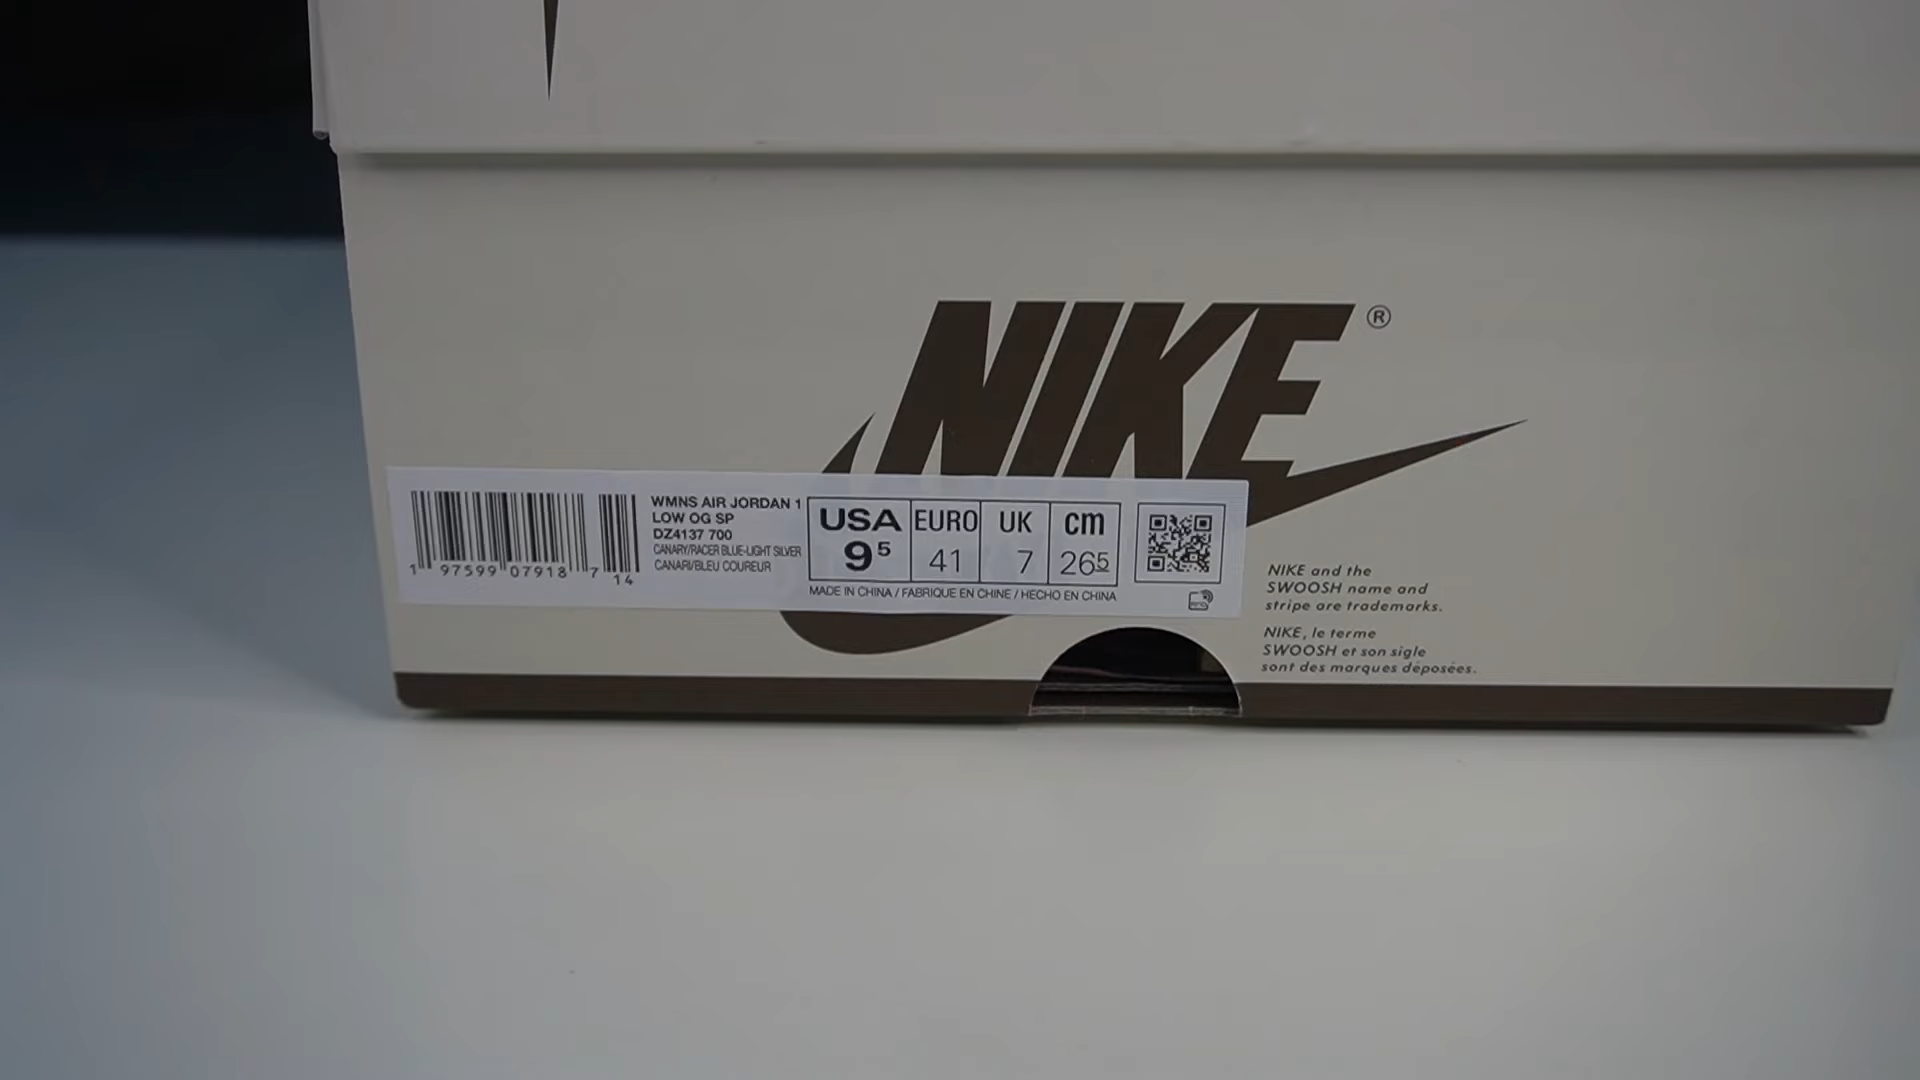 NIKE®
WMNS AIR JORDAN 1
LOW OG SP
DZ4137 700
CANARY/RACER BLUE-LIGHT SILVER
CANARI/BLEU COUREUR
1 97599 07918 7 14
USA EURO UK cm
9⁵ 41 7 26⁵
MADE IN CHINA / FABRIQUE EN CHINE / HECHO EN CHINA
NIKE and the
SWOOSH name and
stripe are trademarks.
NIKE, le terme
SWOOSH et son sigle
sont des marques déposées.